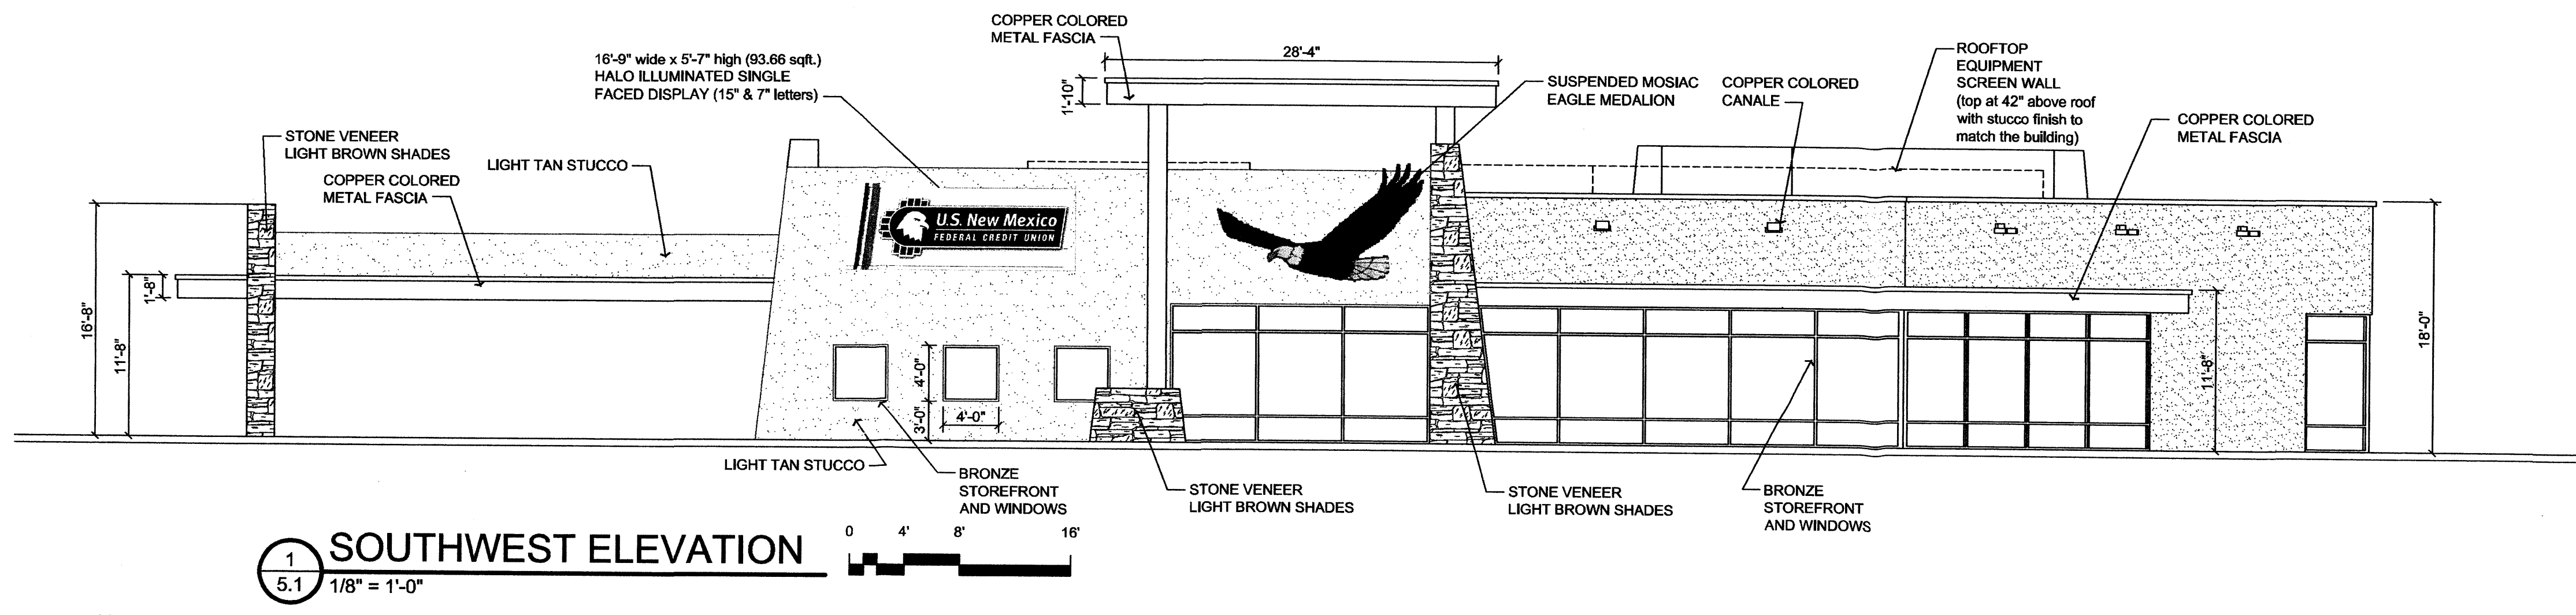 COPPER COLORED
METAL FASCIA
28'-4"
1'-10"
16'-9" wide x 5'-7" high (93.66 sqft.)
HALO ILLUMINATED SINGLE
FACED DISPLAY (15" & 7" letters)
SUSPENDED MOSIAC
EAGLE MEDALION
COPPER COLORED
CANALE
ROOFTOP
EQUIPMENT
SCREEN WALL
(top at 42" above roof
with stucco finish to
match the building)
COPPER COLORED
METAL FASCIA
STONE VENEER
LIGHT BROWN SHADES
LIGHT TAN STUCCO
COPPER COLORED
METAL FASCIA
U.S. New Mexico
FEDERAL CREDIT UNION
16'-8"
11'-8"
1'-8"
4'-0"
3'-0"
4'-0"
11'-8"
18'-0"
LIGHT TAN STUCCO
BRONZE
STOREFRONT
AND WINDOWS
STONE VENEER
LIGHT BROWN SHADES
STONE VENEER
LIGHT BROWN SHADES
BRONZE
STOREFRONT
AND WINDOWS
1
5.1
SOUTHWEST ELEVATION
1/8" = 1'-0"
0 4' 8' 16'